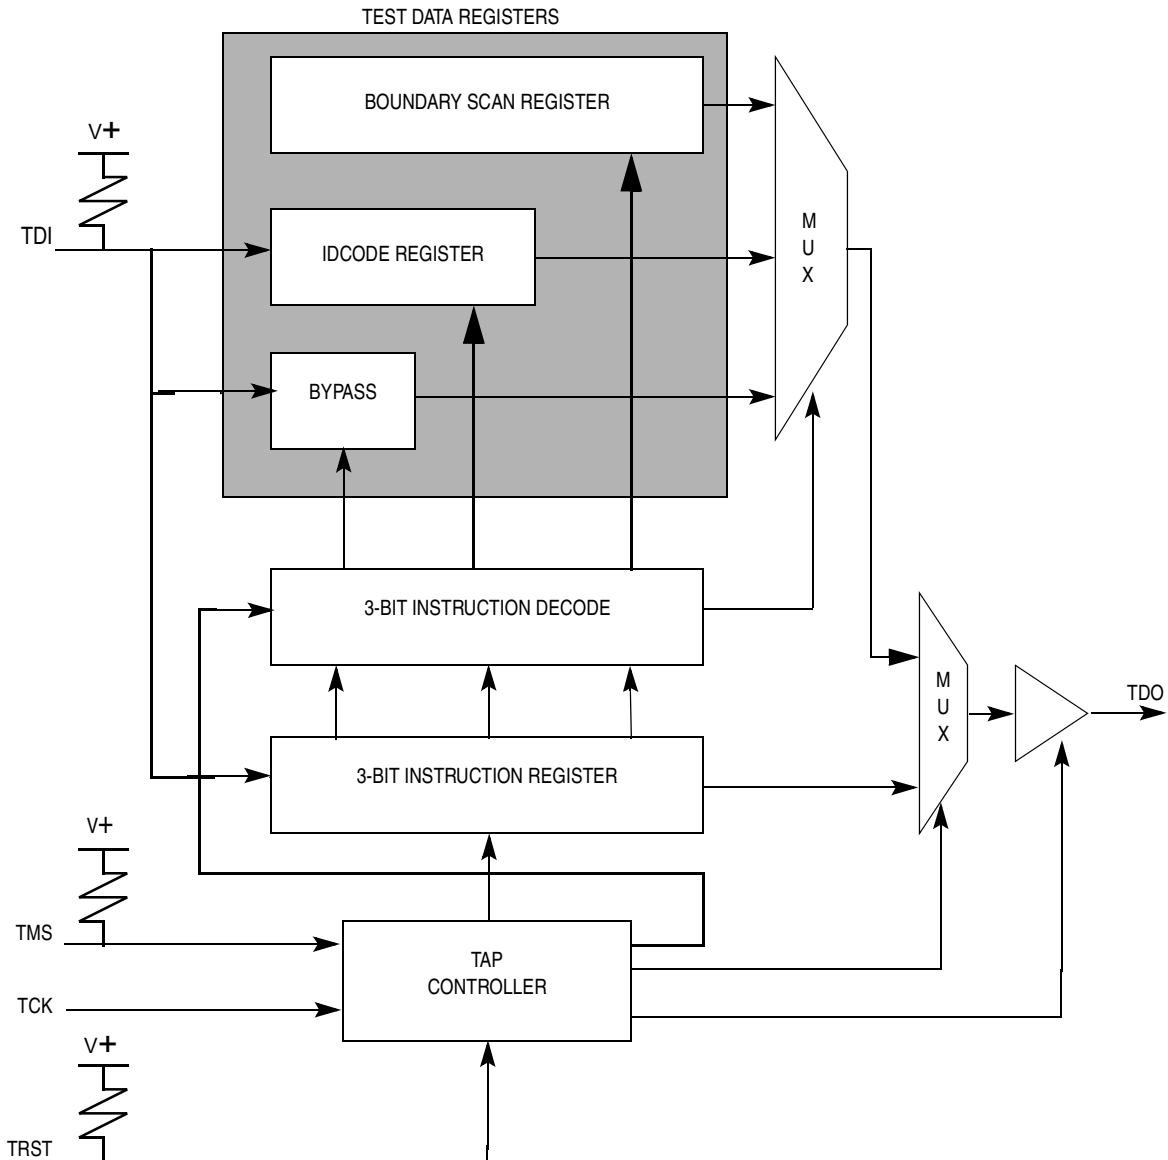 TEST DATA REGISTERS
BOUNDARY SCAN REGISTER
V+
M
U
X
TDI
IDCODE REGISTER
BYPASS
3-BIT INSTRUCTION DECODE
M
U
X
TDO
3-BIT INSTRUCTION REGISTER
V+
TMS
TAP
CONTROLLER
TCK
V+
TRST